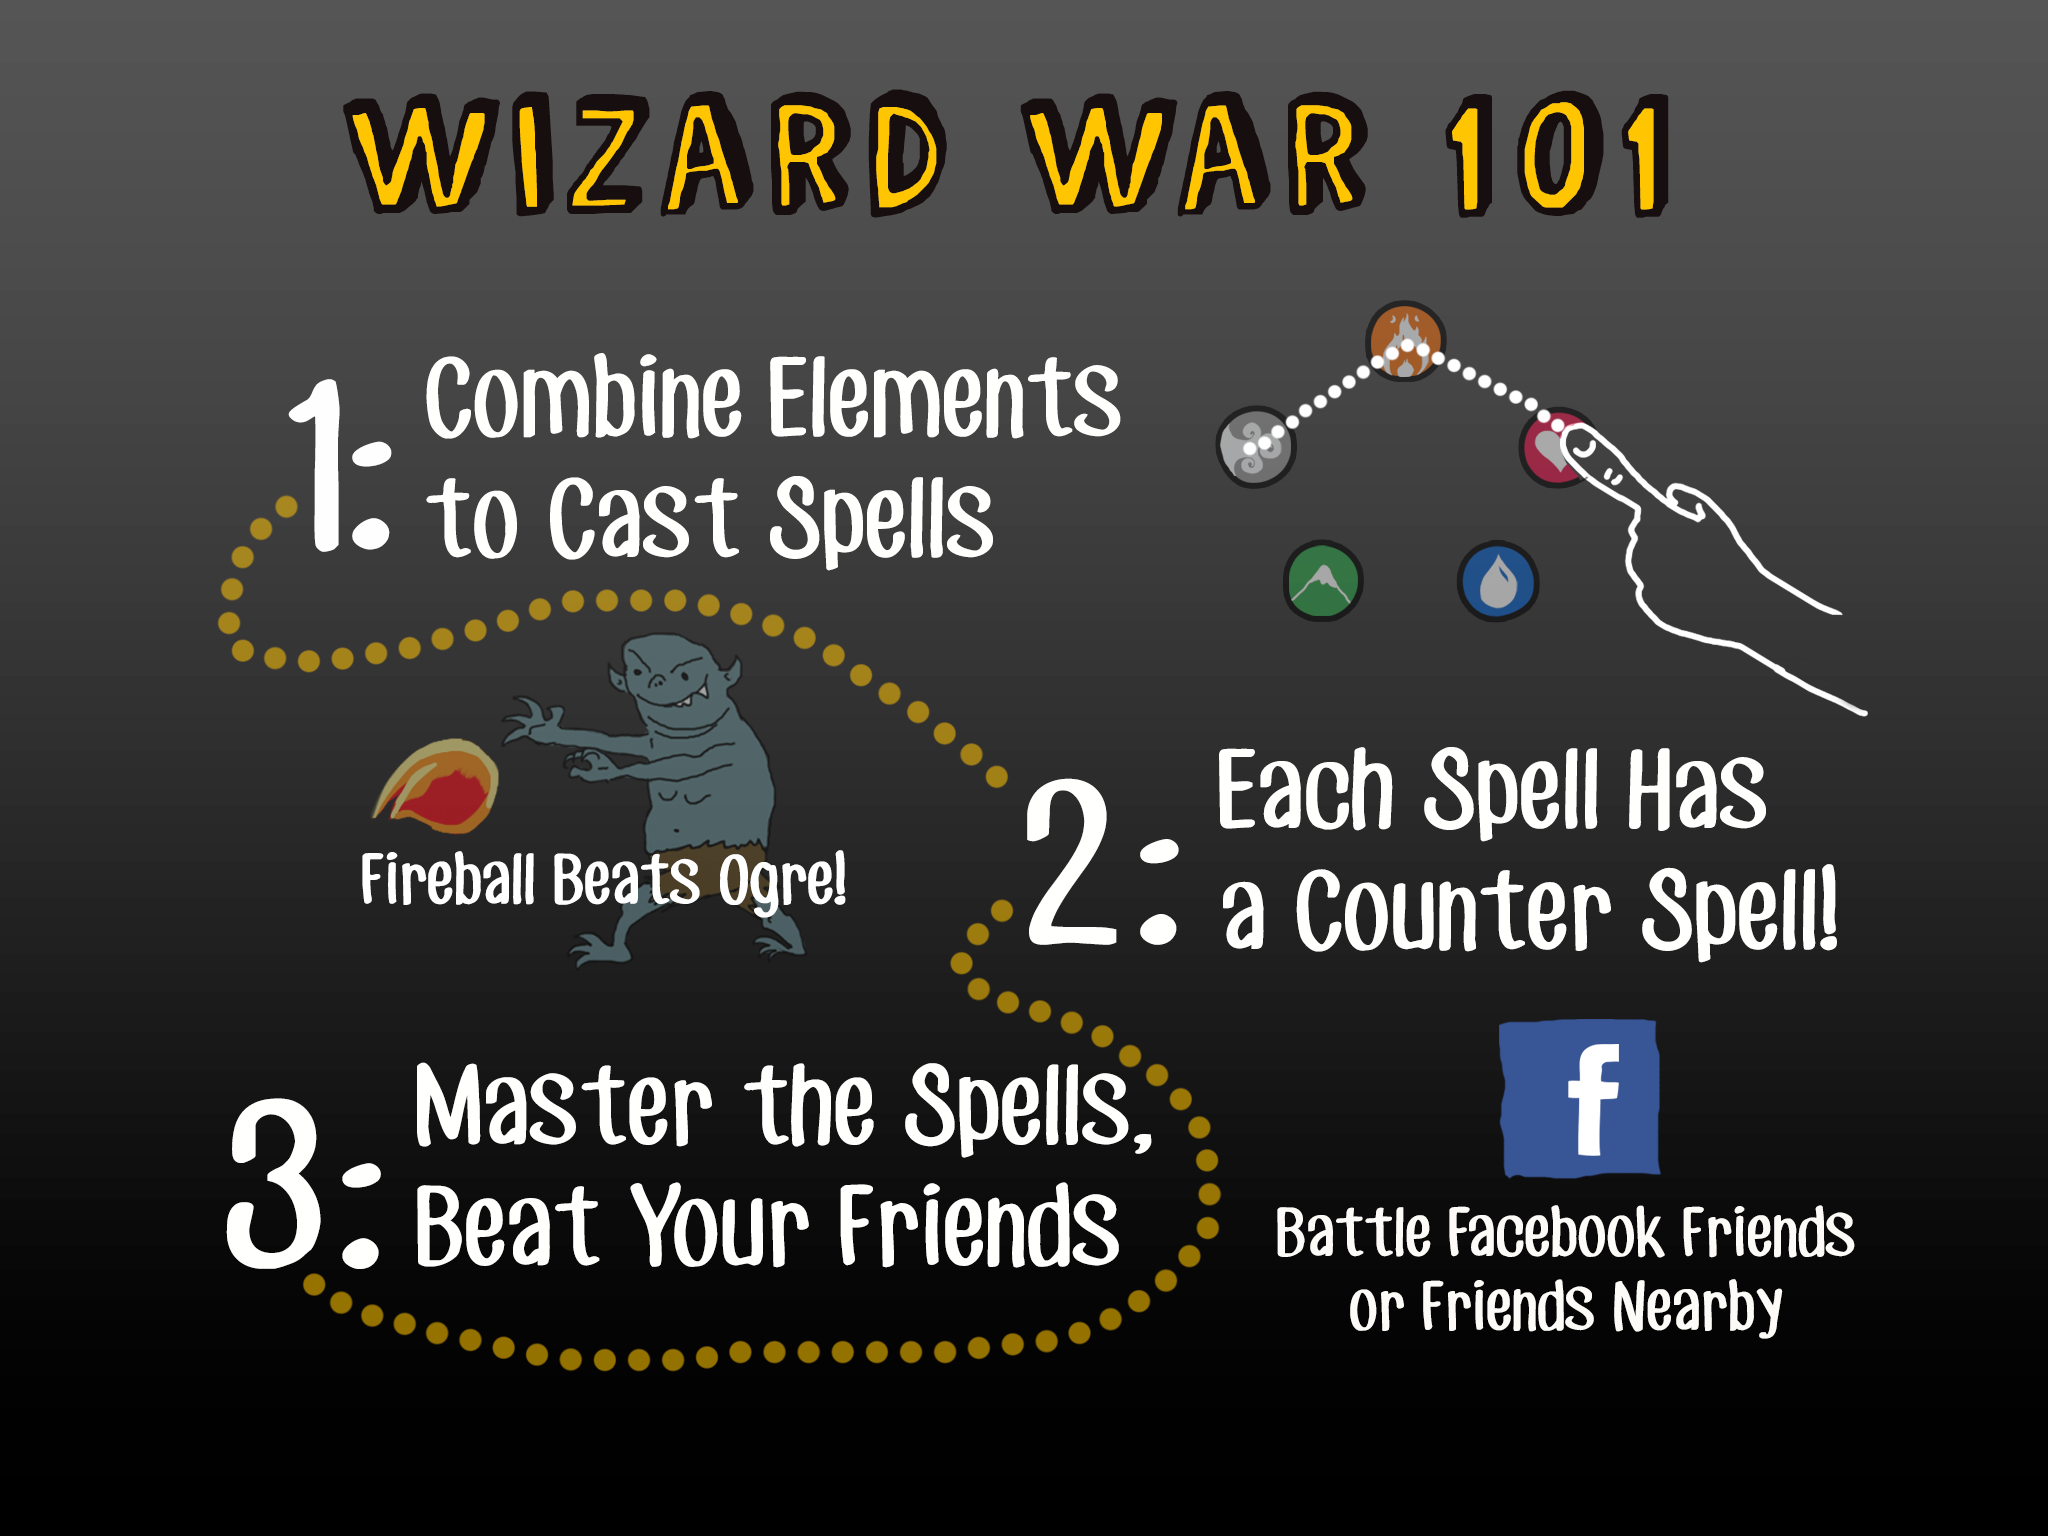 WIZARD WAR 101
1: Combine Elements
to Cast Spells
Fireball Beats Ogre!
2: Each Spell Has
a Counter Spell!
3: Master the Spells,
Beat Your Friends
f
Battle Facebook Friends
or Friends Nearby